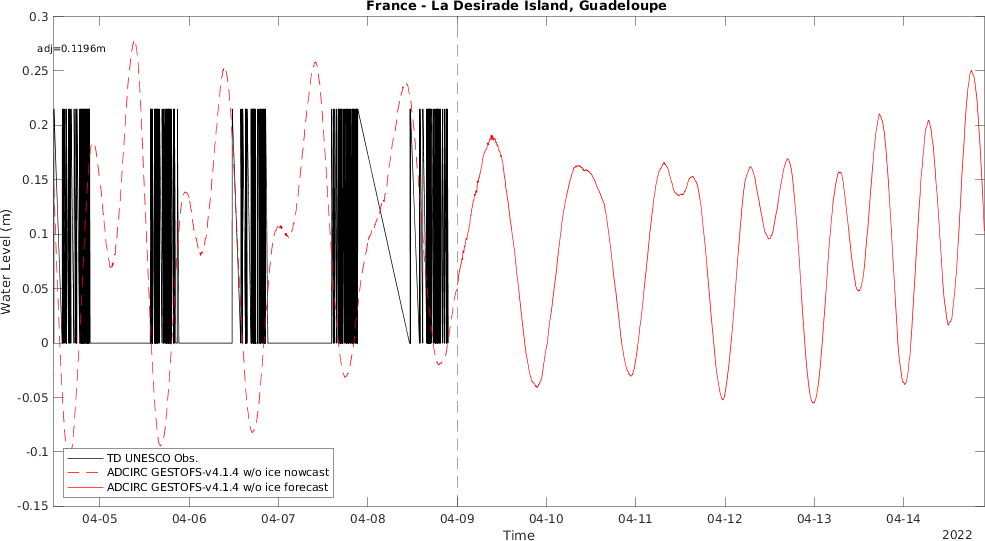 France - La Desirade Island, Guadeloupe
adj=0.1196m
0.3
0.25
0.2
0.15
0.1
0.05
0
-0.05
-0.1
-0.15
Water Level (m)
TD UNESCO Obs.
ADCIRC GESTOFS-v4.1.4 w/o ice nowcast
ADCIRC GESTOFS-v4.1.4 w/o ice forecast
04-05 04-06 04-07 04-08 04-09 04-10 04-11 04-12 04-13 04-14
Time
2022